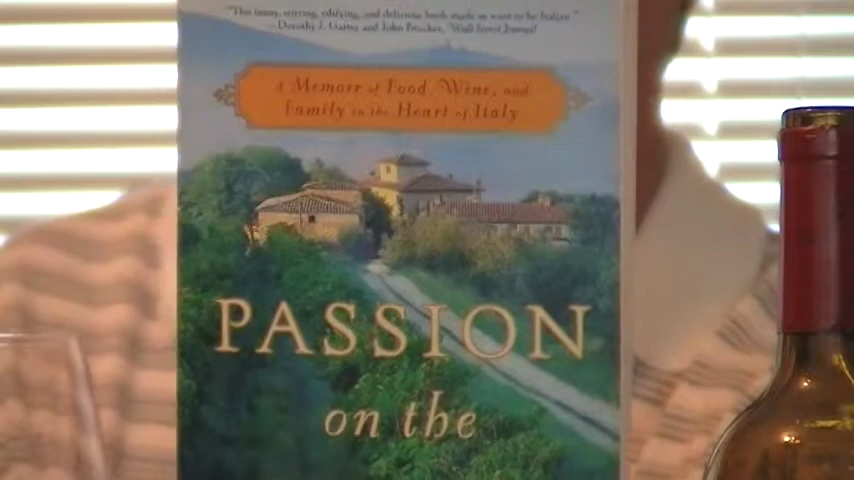 "This funny, stirring, edifying, and delicious book made us want to be Italian."
—Dorothy J. Gaiter and John Brecher, Wall Street Journal
A Memoir of Food, Wine, and
Family in the Heart of Italy
PASSION
on the